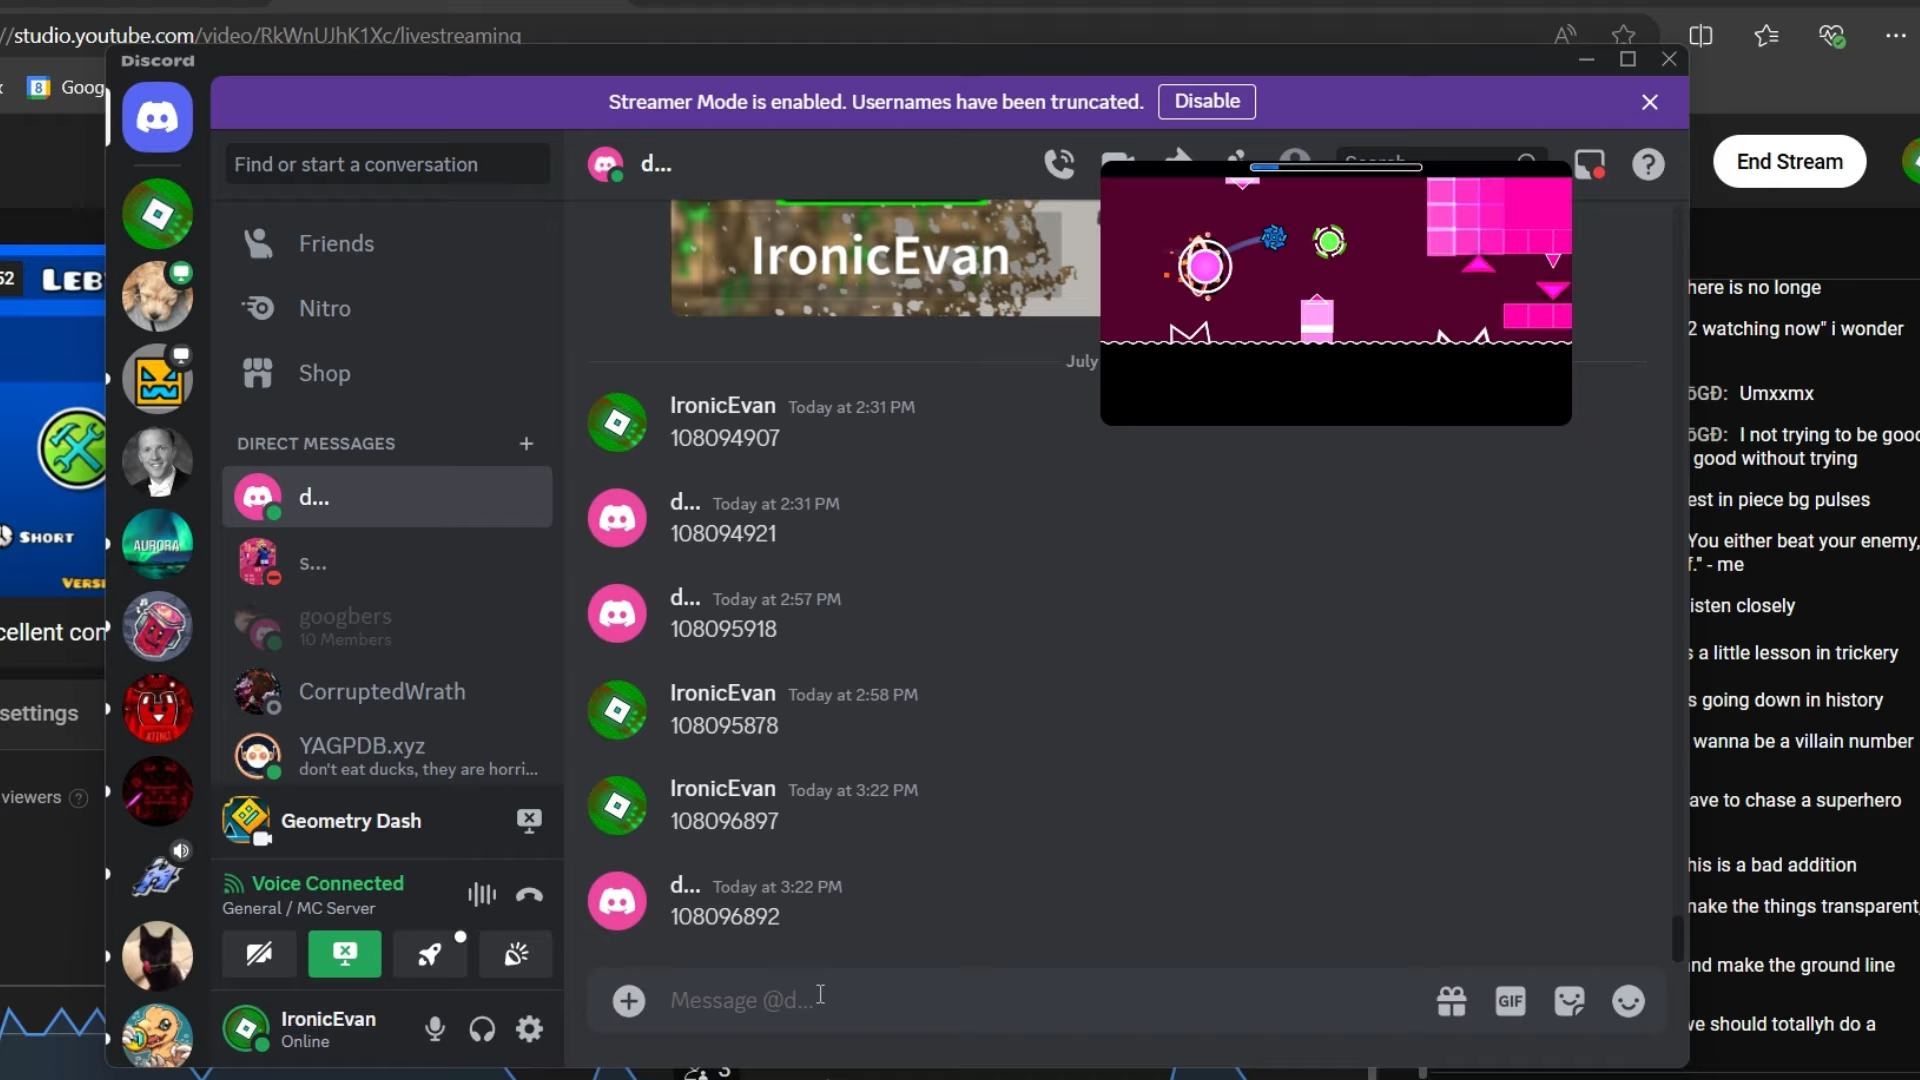 //studio.youtube.com/video/RkWnUJhK1Xc/livestreaming
Discord
8 Goog
Streamer Mode is enabled. Usernames have been truncated. Disable
Find or start a conversation
d...
End Stream
Friends
Nitro
Shop
DIRECT MESSAGES
d...
s...
googbers
10 Members
CorruptedWrath
YAGPDB.xyz
don't eat ducks, they are horri...
Geometry Dash
Voice Connected
General / MC Server
IronicEvan
Online
IronicEvan
July
IronicEvan Today at 2:31 PM
108094907
d... Today at 2:31 PM
108094921
d... Today at 2:57 PM
108095918
IronicEvan Today at 2:58 PM
108095878
IronicEvan Today at 3:22 PM
108096897
d... Today at 3:22 PM
108096892
Message @d...
GIF
52
LEB
SHORT
VERSI
cellent con
settings
viewers
AURORA
here is no longe
2 watching now" i wonder
GĐ: Umxxmx
GĐ: I not trying to be good
good without trying
est in piece bg pulses
You either beat your enemy,
f." - me
isten closely
s a little lesson in trickery
s going down in history
wanna be a villain number
ave to chase a superhero
his is a bad addition
nake the things transparent,
nd make the ground line
ve should totallyh do a
3